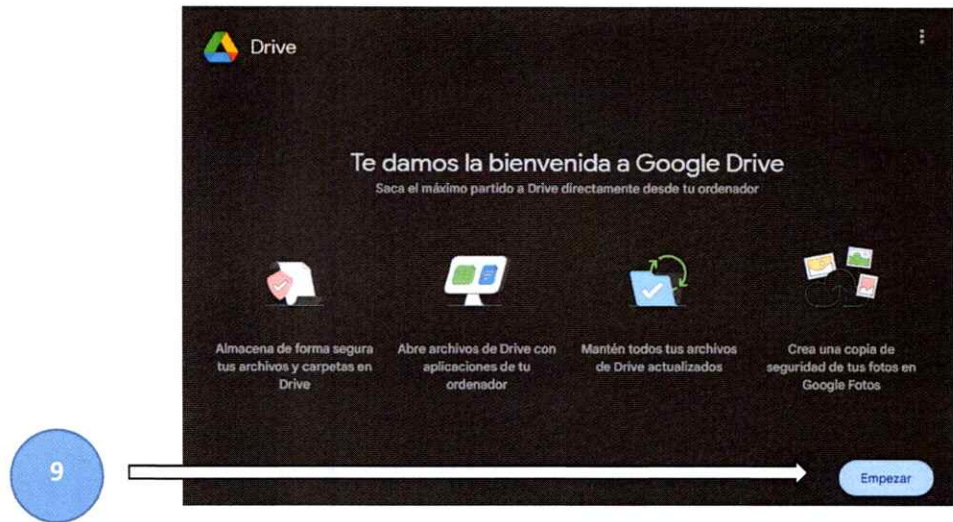 Drive
Te damos la bienvenida a Google Drive
Saca el máximo partido a Drive directamente desde tu ordenador
Almacena de forma segura
tus archivos y carpetas en
Drive
Abre archivos de Drive con
aplicaciones de tu
ordenador
Mantén todos tus archivos
de Drive actualizados
Crea una copia de
seguridad de tus fotos en
Google Fotos
9
Empezar